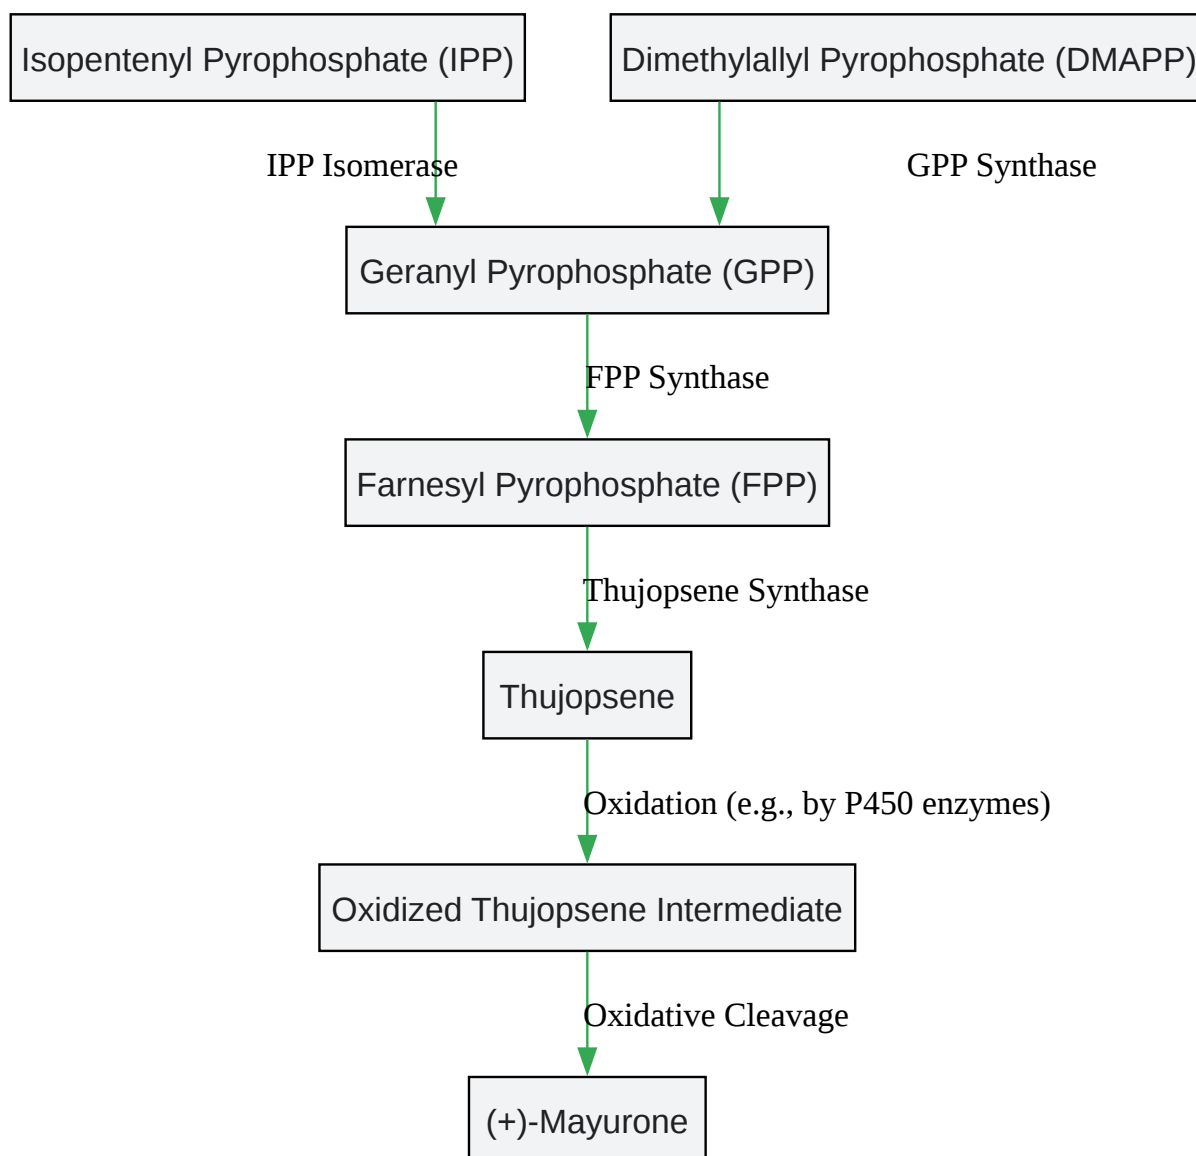 Isopentenyl Pyrophosphate (IPP)
Dimethylallyl Pyrophosphate (DMAPP)
IPP Isomerase
GPP Synthase
Geranyl Pyrophosphate (GPP)
FPP Synthase
Farnesyl Pyrophosphate (FPP)
Thujopsene Synthase
Thujopsene
Oxidation (e.g., by P450 enzymes)
Oxidized Thujopsene Intermediate
Oxidative Cleavage
(+)-Mayurone